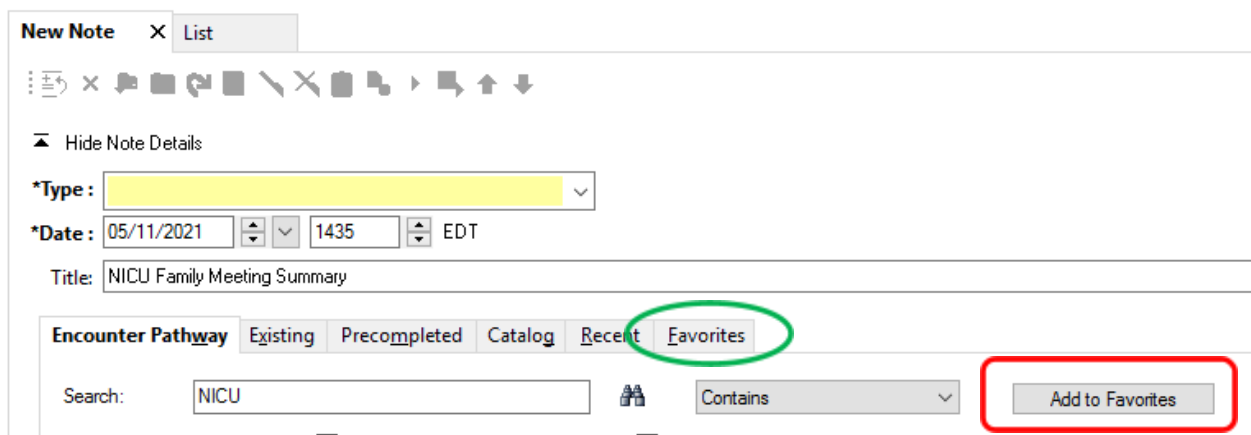 New Note X List
Hide Note Details
*Type :
*Date : 05/11/2021 1435 EDT
Title: NICU Family Meeting Summary
Encounter Pathway Existing Precompleted Catalog Recent Favorites
Search: NICU Contains Add to Favorites